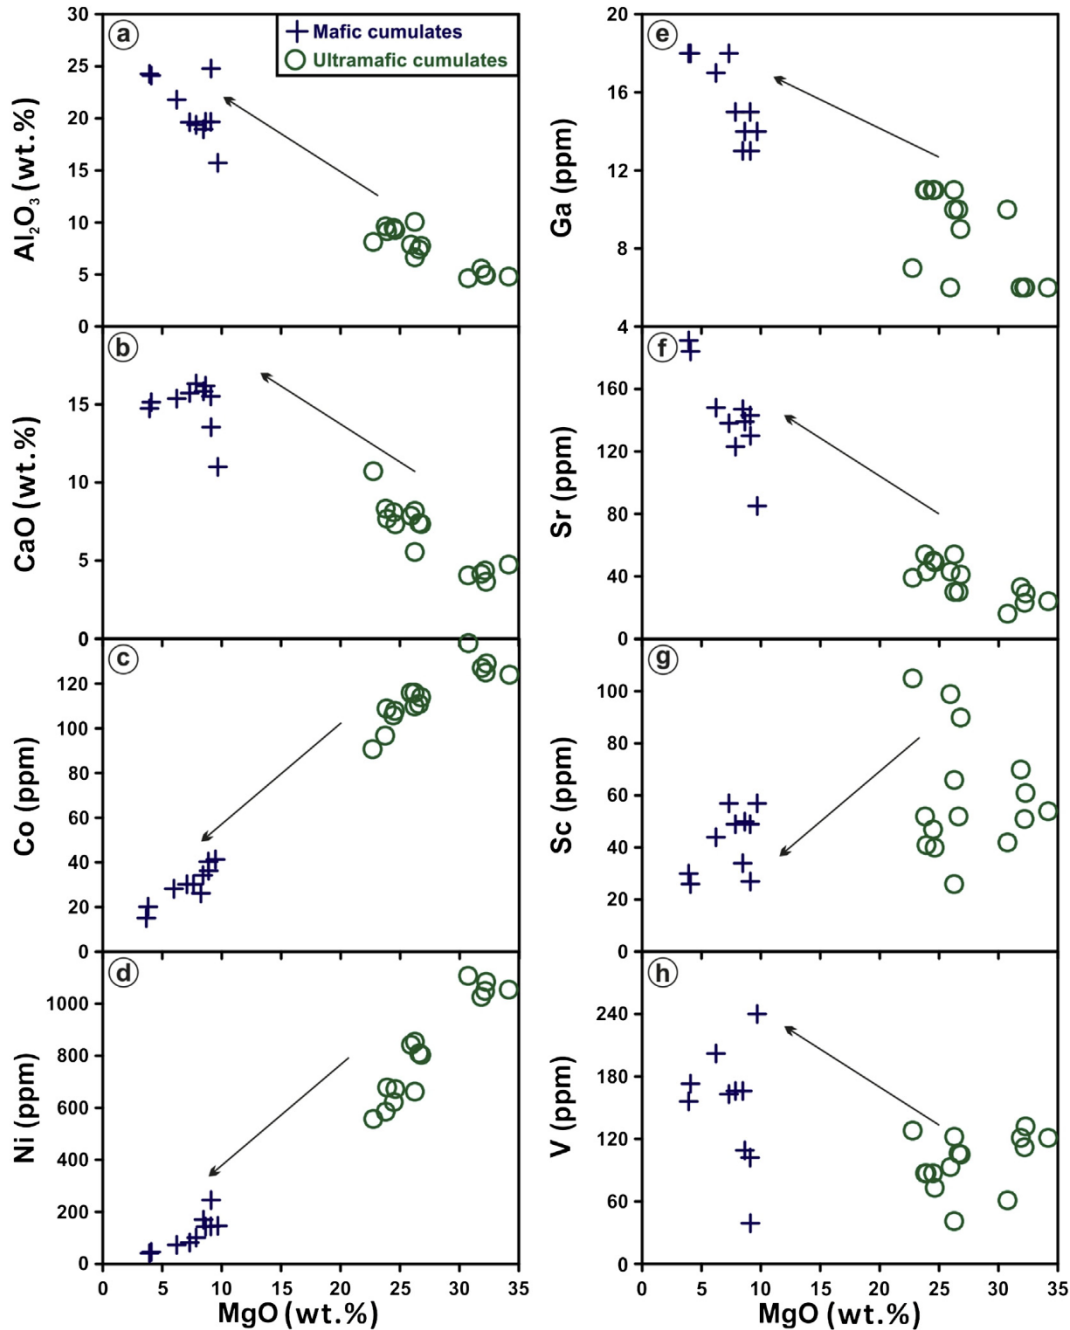 a
Mafic cumulates
Ultramafic cumulates
30
25
20
15
10
5
0
Al2O3 (wt.%)
b
15
10
5
0
CaO (wt.%)
c
120
100
80
60
40
20
0
Co (ppm)
d
1000
800
600
400
200
0
Ni (ppm)
0 5 10 15 20 25 30 35
MgO (wt.%)
e
20
16
12
8
4
Ga (ppm)
f
160
120
80
40
0
Sr (ppm)
g
100
80
60
40
20
0
Sc (ppm)
h
240
180
120
60
0
V (ppm)
0 5 10 15 20 25 30 35
MgO (wt.%)